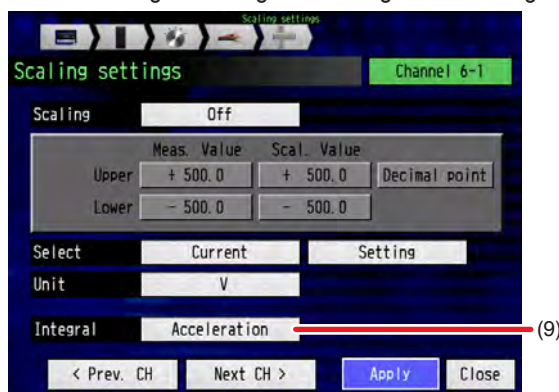 Scaling settings
Scaling settings Channel 6-1
Scaling Off
Meas. Value Scal. Value
Upper + 500.0 + 500.0 Decimal point
Lower - 500.0 - 500.0
Select Current Setting
Unit V
Integral Acceleration (9)
< Prev. CH Next CH > Apply Close